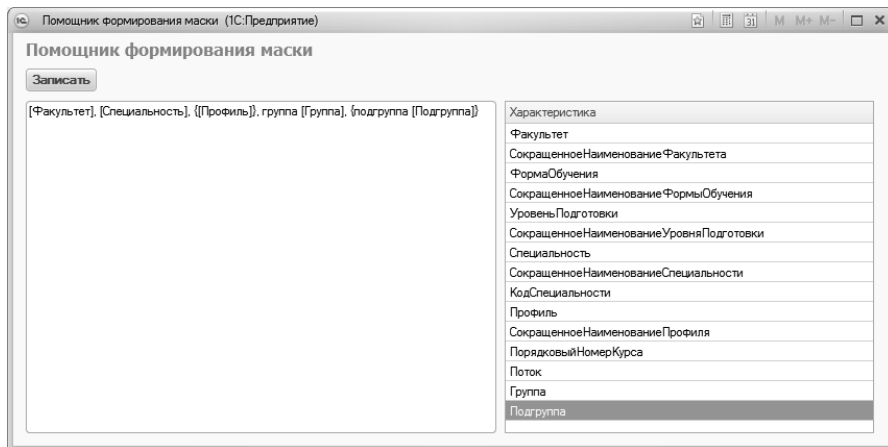 Помощник формирования маски (1С:Предприятие)
31 M M+ M-
Помощник формирования маски
Записать
[Факультет], [Специальность], {[Профиль]}, группа [Группа], {подгруппа [Подгруппа]}
Характеристика
Факультет
СокращенноеНаименованиеФакультета
ФормаОбучения
СокращенноеНаименованиеФормыОбучения
УровеньПодготовки
СокращенноеНаименованиеУровняПодготовки
Специальность
СокращенноеНаименованиеСпециальности
КодСпециальности
Профиль
СокращенноеНаименованиеПрофиля
ПорядковыйНомерКурса
Поток
Группа
Подгруппа